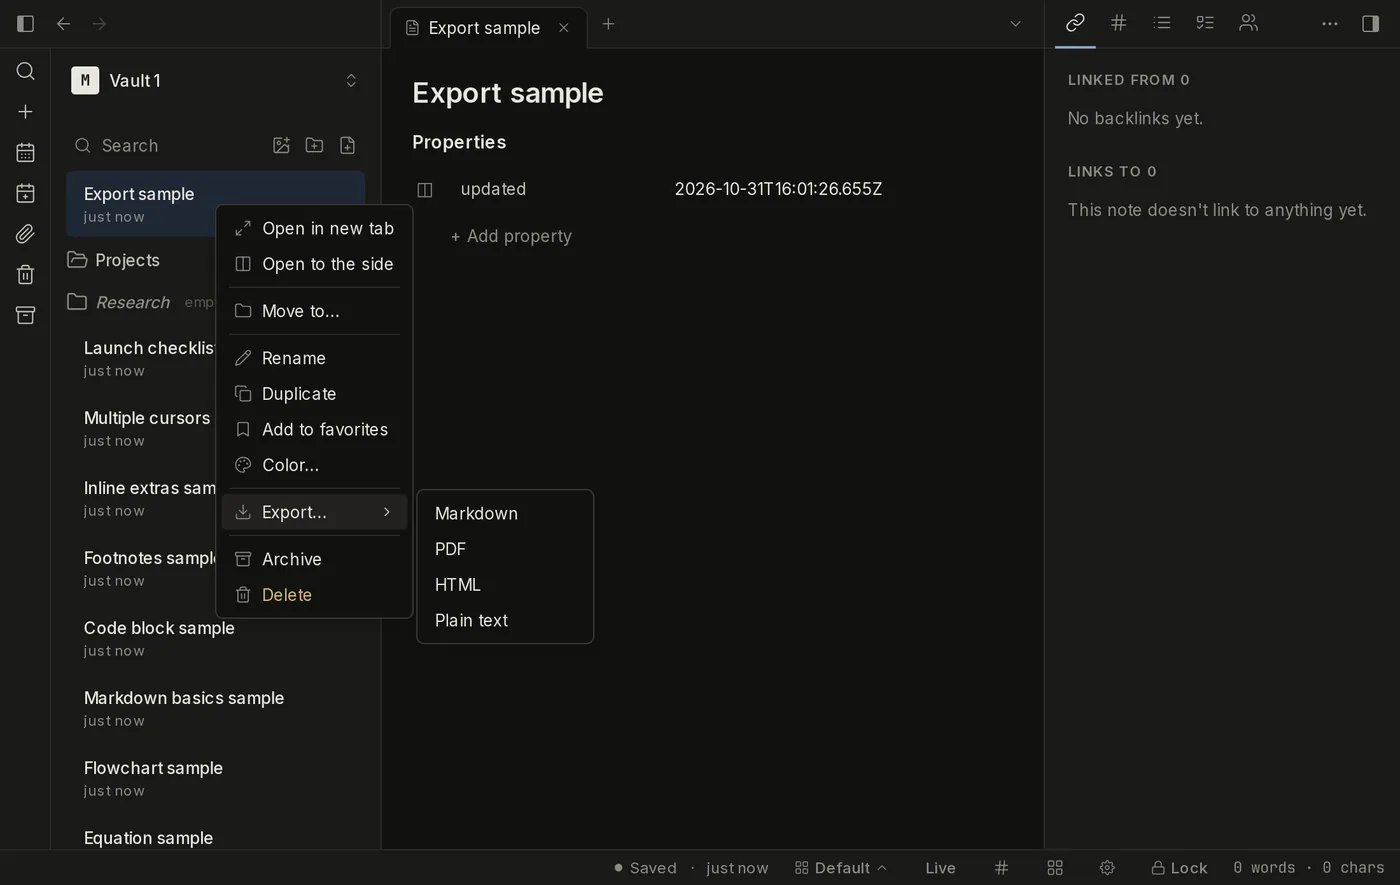 Export sample
M Vault 1
Search
Export sample
just now
Projects
Research
Launch checklist
just now
Multiple cursors
just now
Inline extras sam
just now
Footnotes sample
just now
Code block sample
just now
Markdown basics sample
just now
Flowchart sample
just now
Equation sample
Open in new tab
Open to the side
Move to...
Rename
Duplicate
Add to favorites
Color...
Export...
Archive
Delete
Markdown
PDF
HTML
Plain text
Export sample
Properties
updated 2026-10-31T16:01:26.655Z
+ Add property
LINKED FROM 0
No backlinks yet.
LINKS TO 0
This note doesn't link to anything yet.
Saved · just now Default Live # Lock 0 words · 0 chars